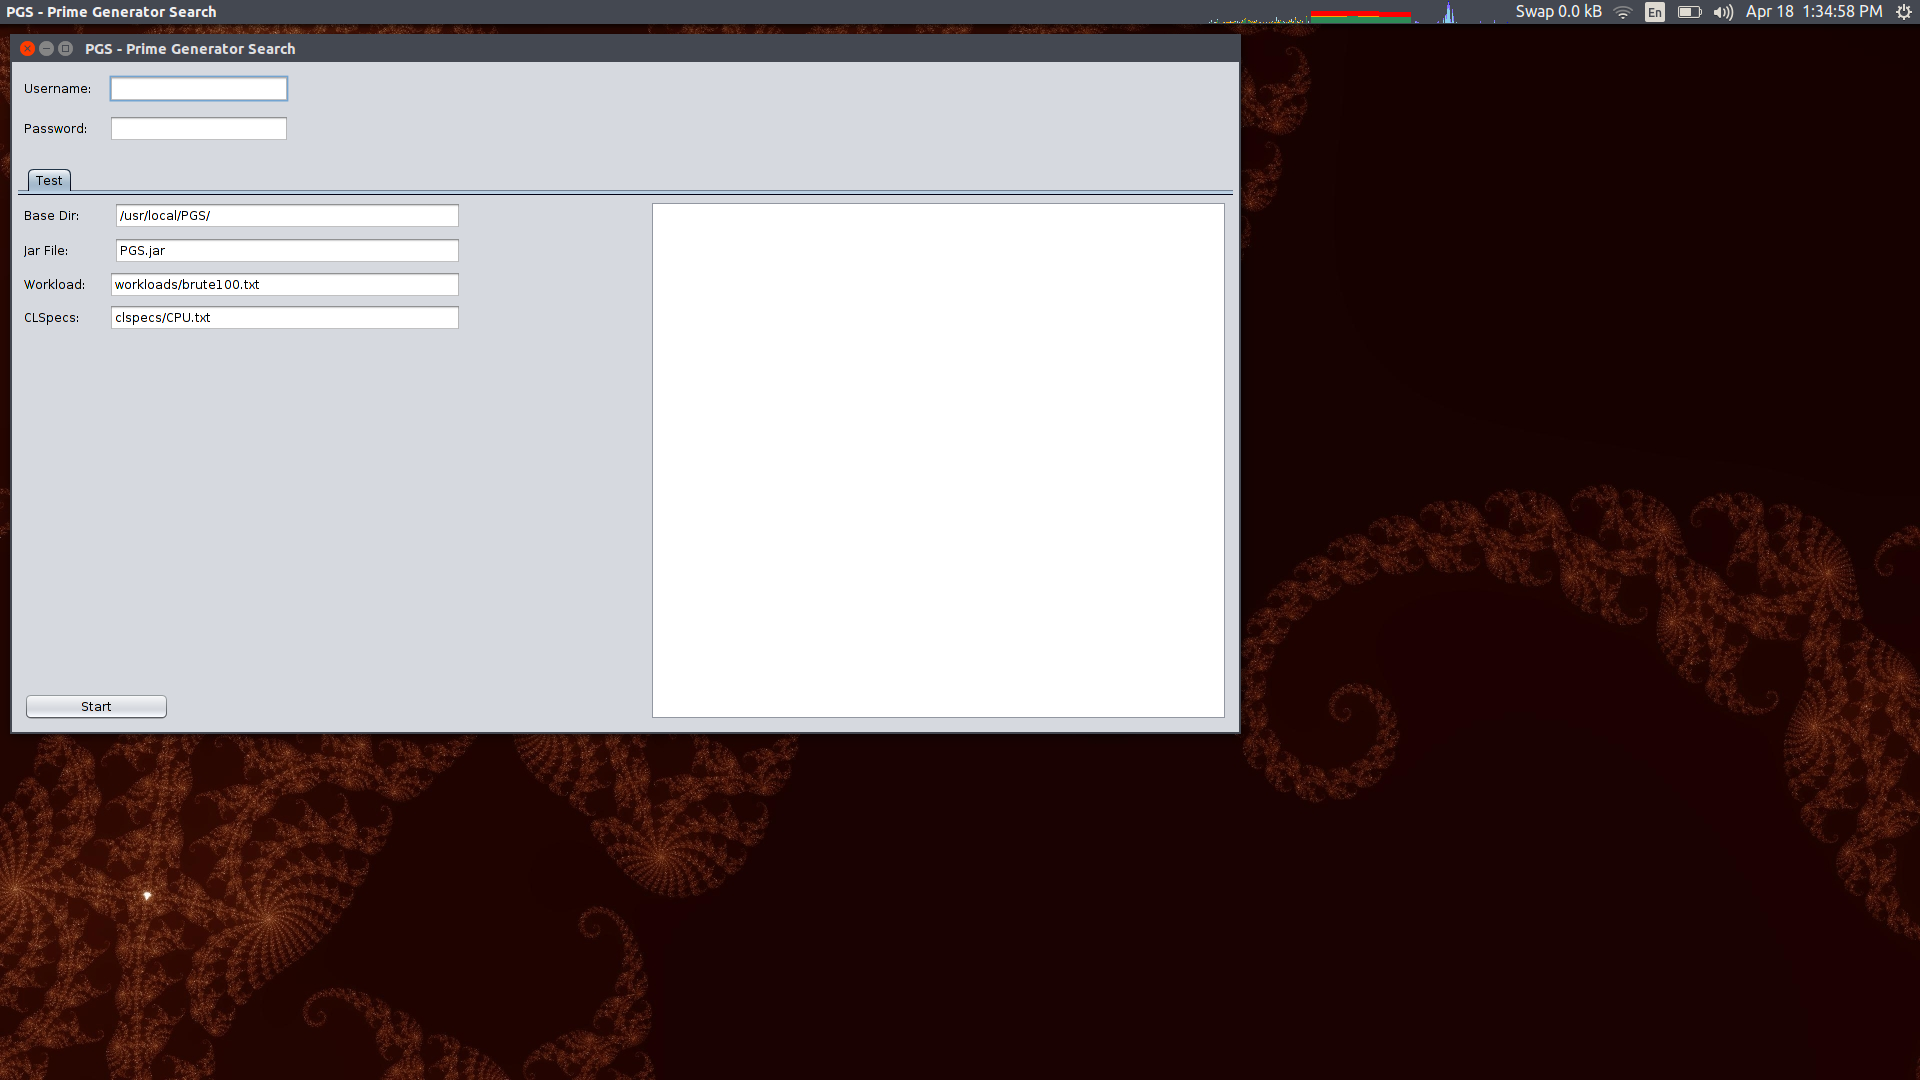 PGS - Prime Generator Search
Swap 0.0 kB
En
Apr 18 1:34:58 PM
PGS - Prime Generator Search
Username:
Password:
Test
Base Dir: /usr/local/PGS/
Jar File: PGS.jar
Workload: workloads/brute100.txt
CLSpecs: clspecs/CPU.txt
Start